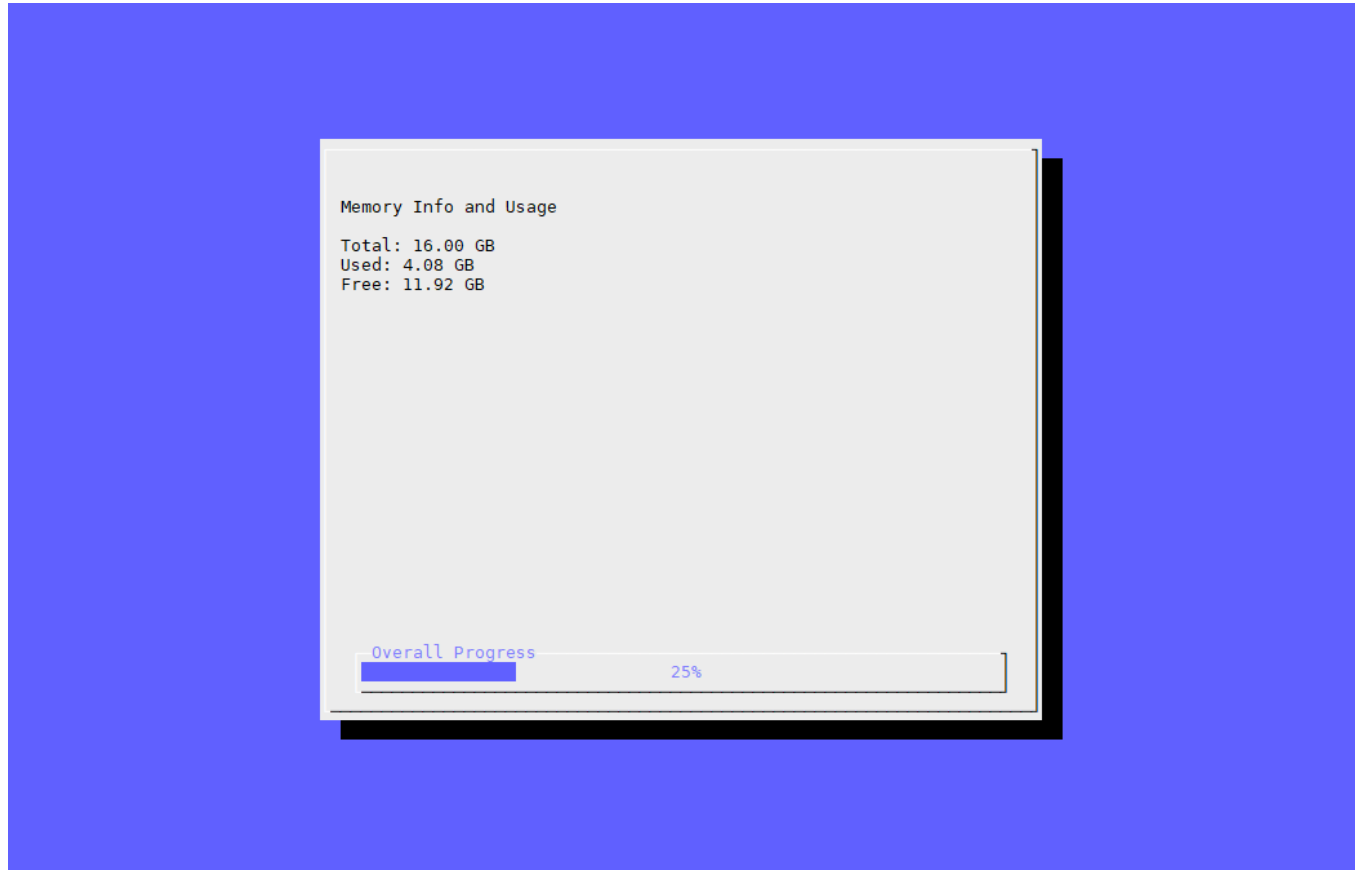 Memory Info and Usage
Total: 16.00 GB
Used: 4.08 GB
Free: 11.92 GB
Overall Progress
25%